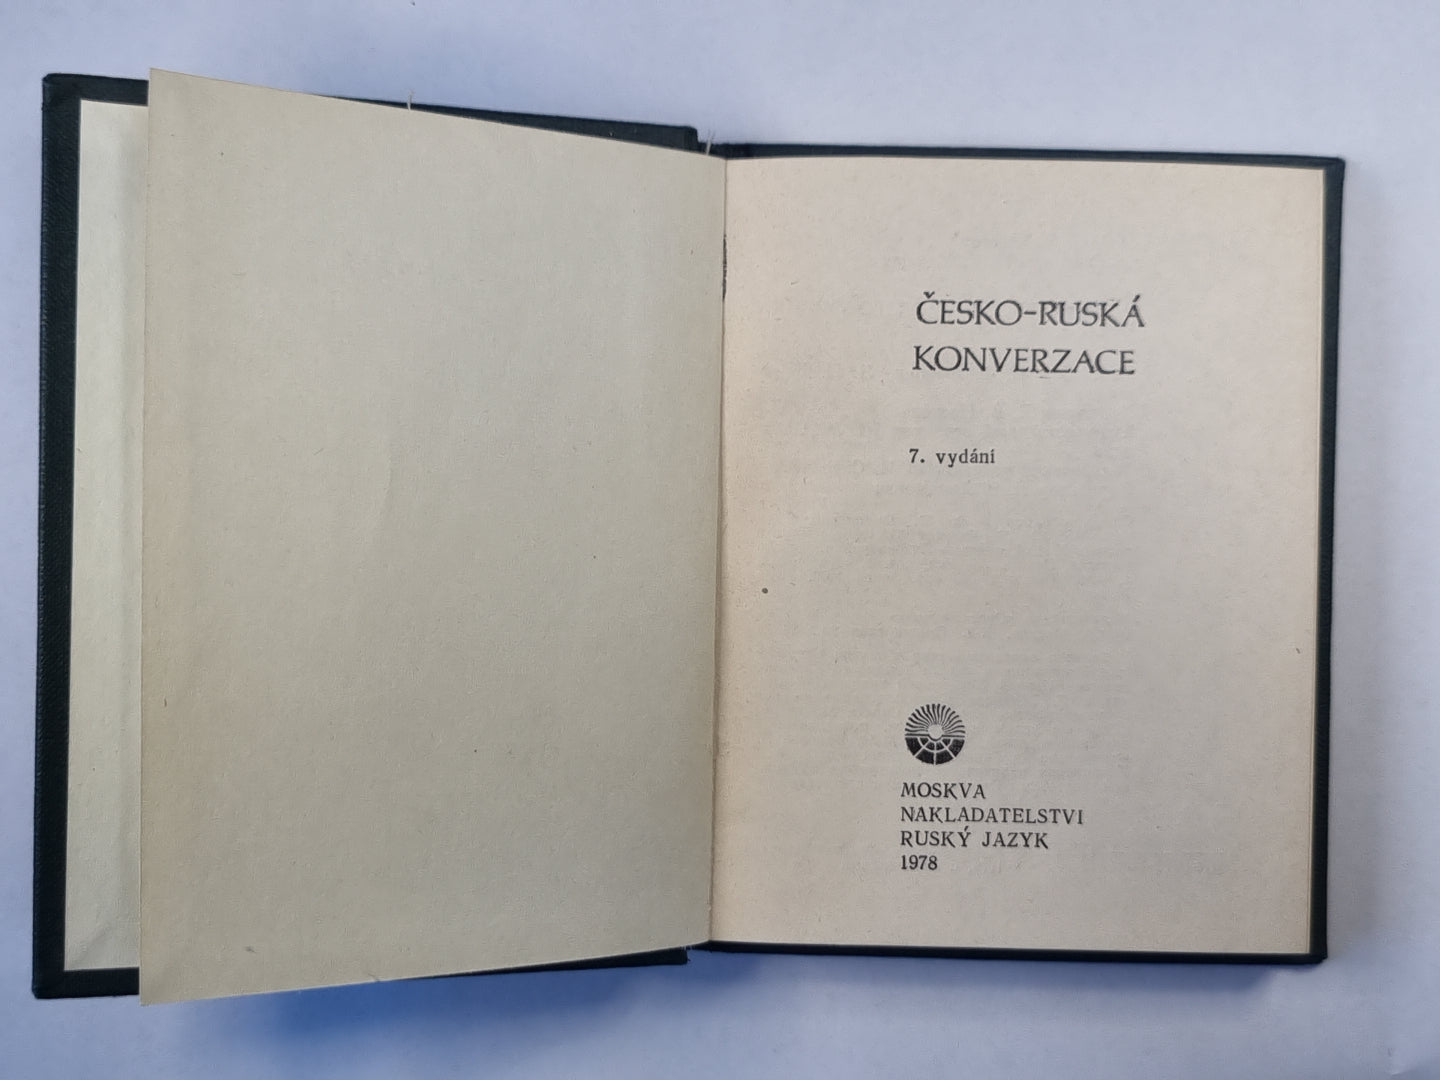 ČESKO-RUSKÁ
KONVERZACE
7. vydání
MOSKVA
NAKLADATELSTVI
RUSKÝ JAZYK
1978